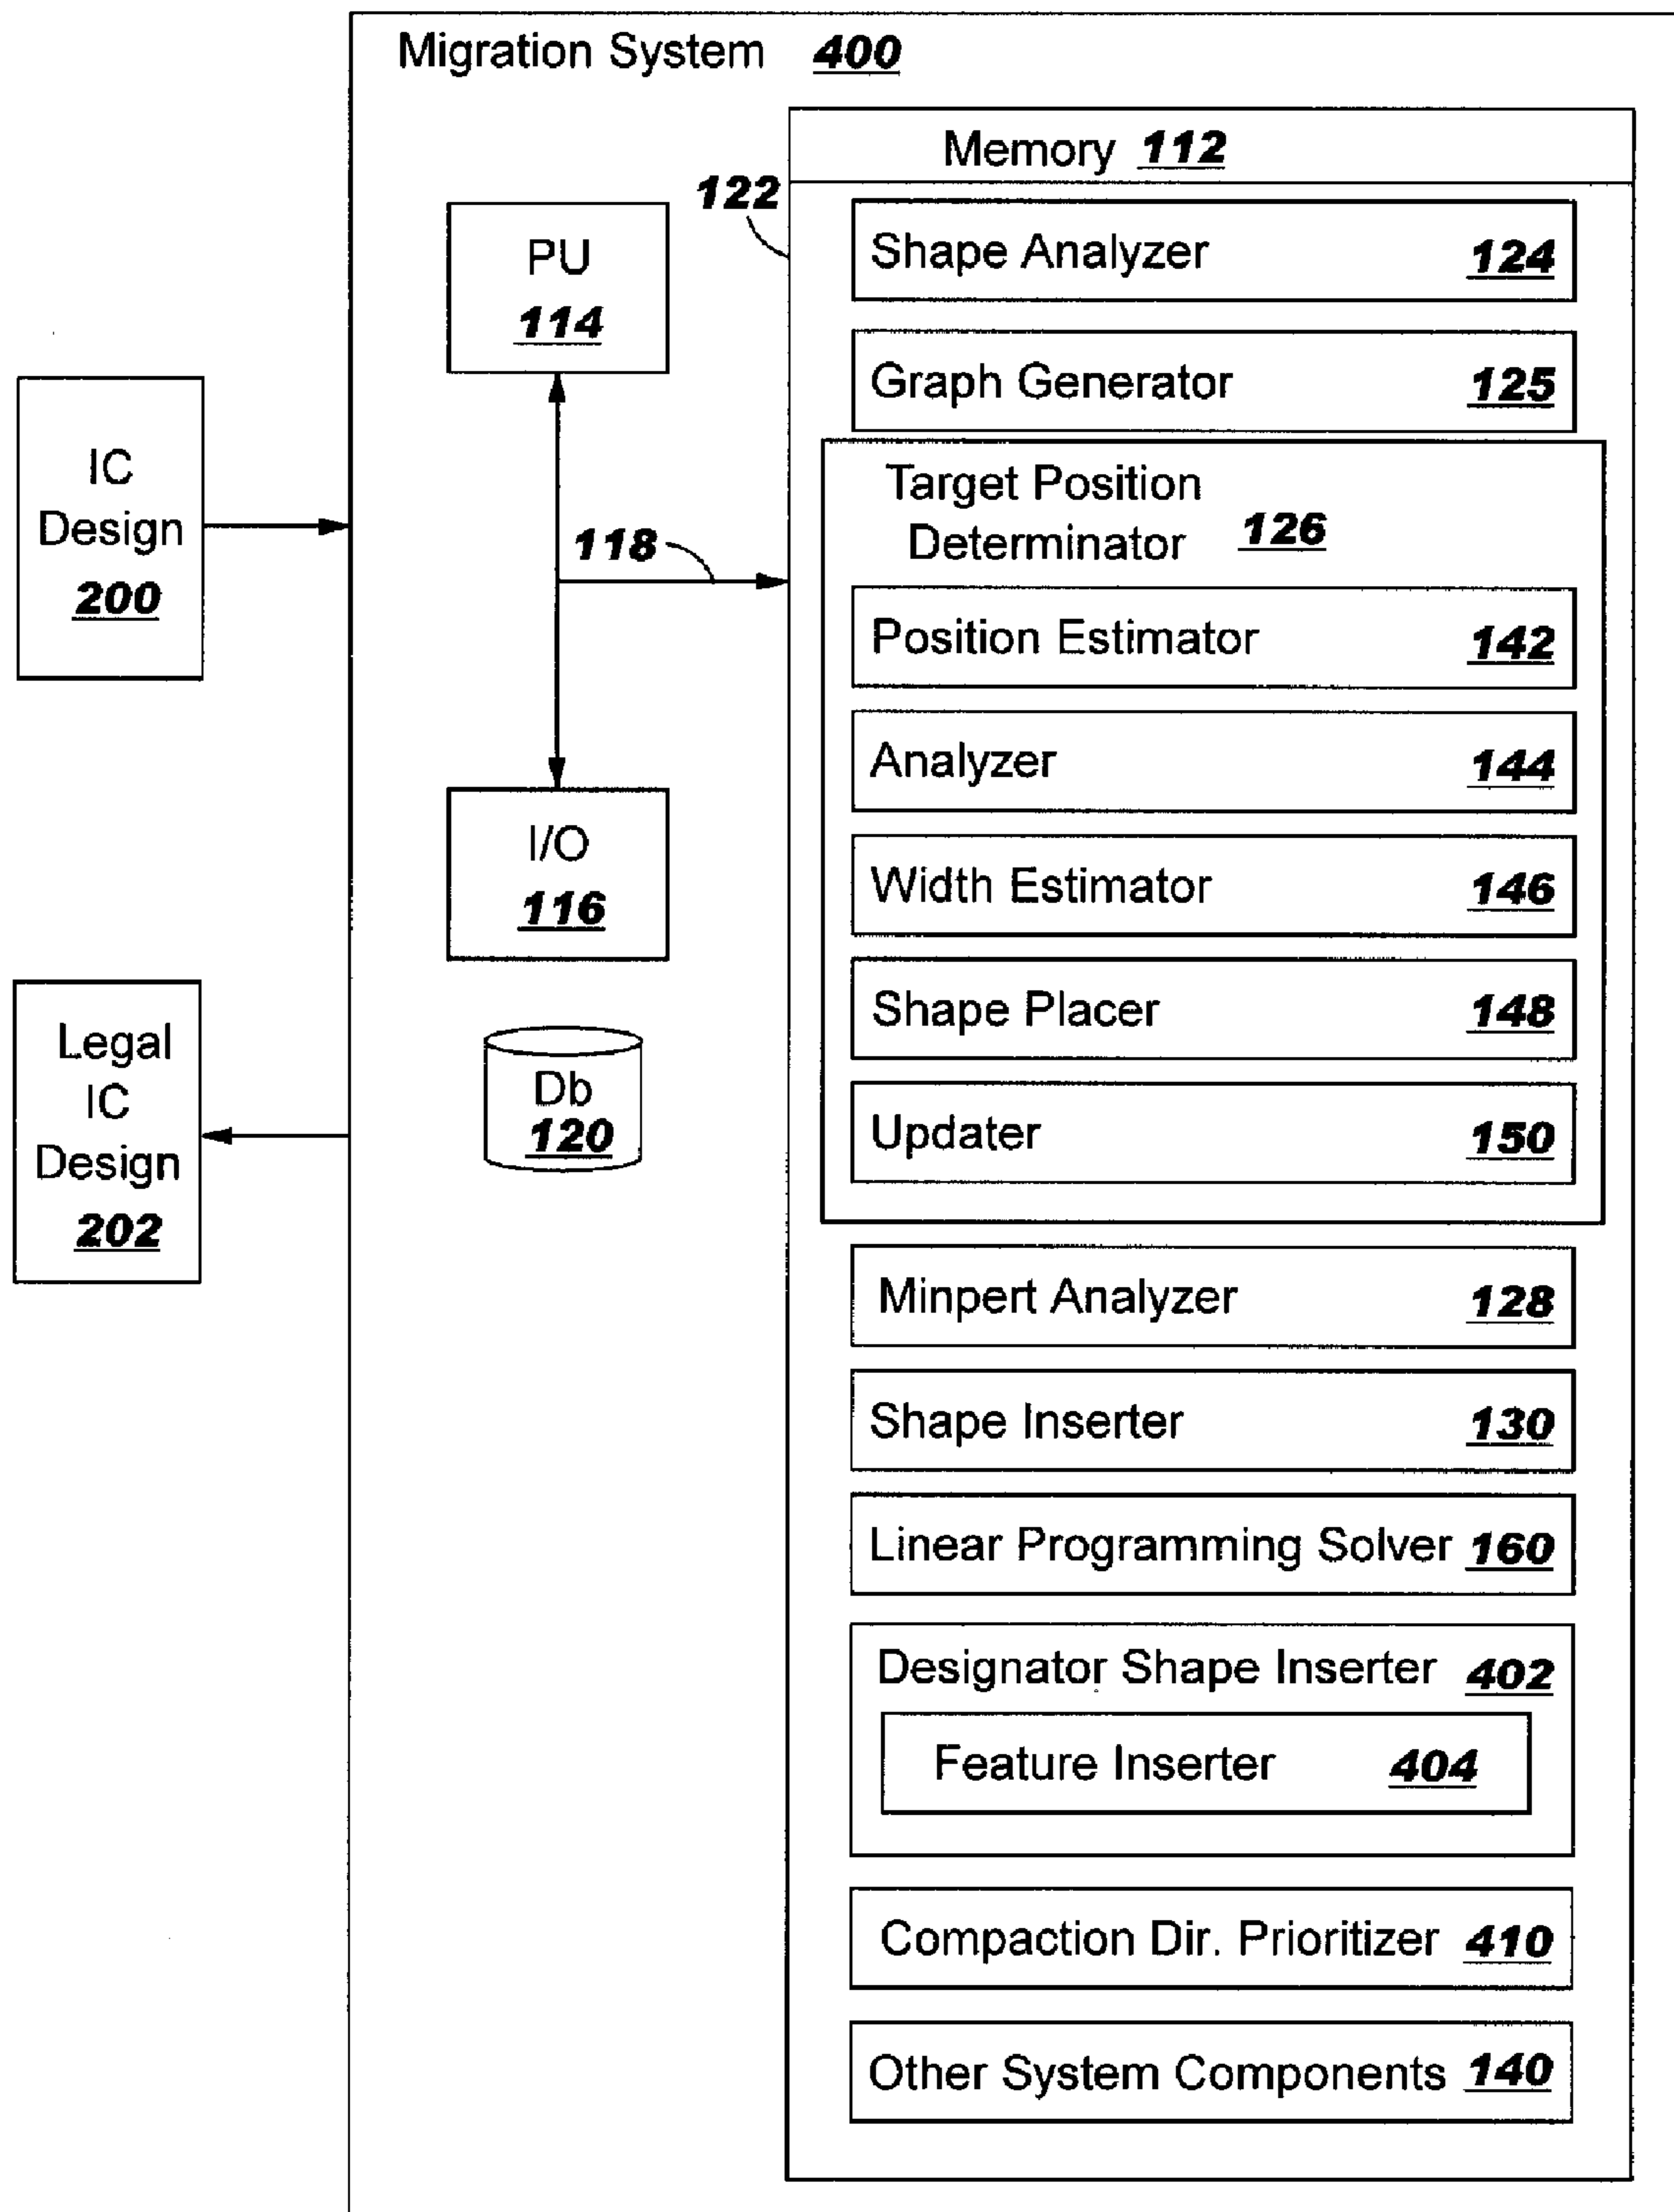 Migration System 400
Memory 112
122
Shape Analyzer 124
PU
114
Graph Generator 125
IC
Design
200
Target Position
Determinator 126
118
Position Estimator 142
Analyzer 144
I/O
116
Width Estimator 146
Shape Placer 148
Legal
IC
Design
202
Db
120
Updater 150
Minpert Analyzer 128
Shape Inserter 130
Linear Programming Solver 160
Designator Shape Inserter 402
Feature Inserter 404
Compaction Dir. Prioritizer 410
Other System Components 140